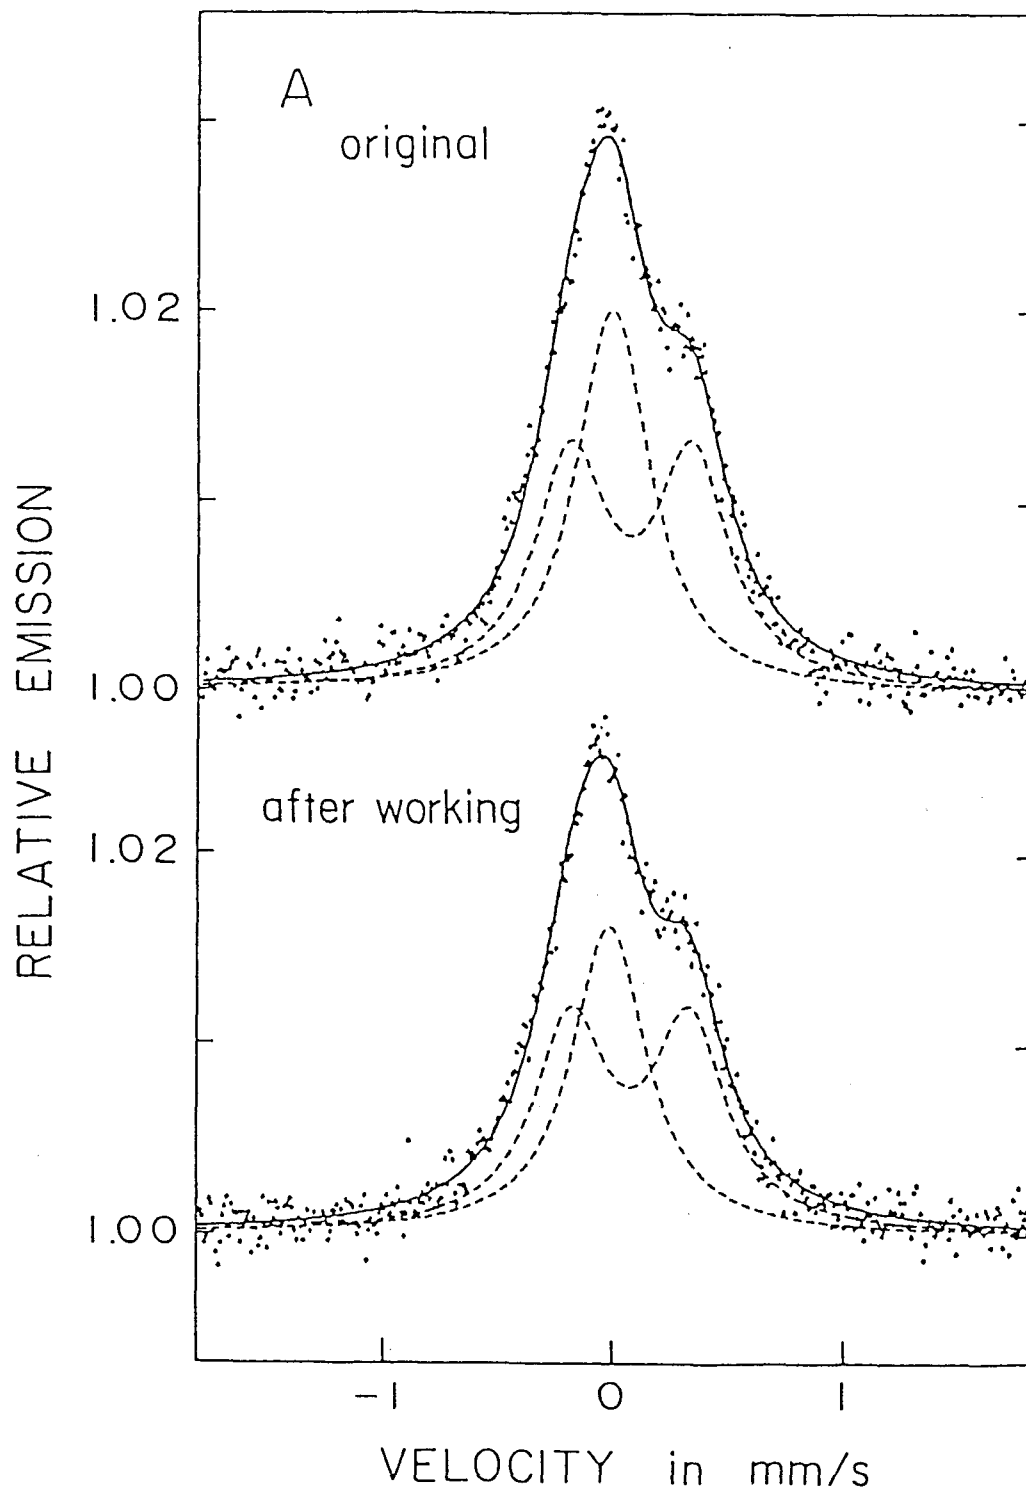 A
original
1.02
1.00
after working
1.02
1.00
RELATIVE EMISSION
-1 0 1
VELOCITY in mm/s